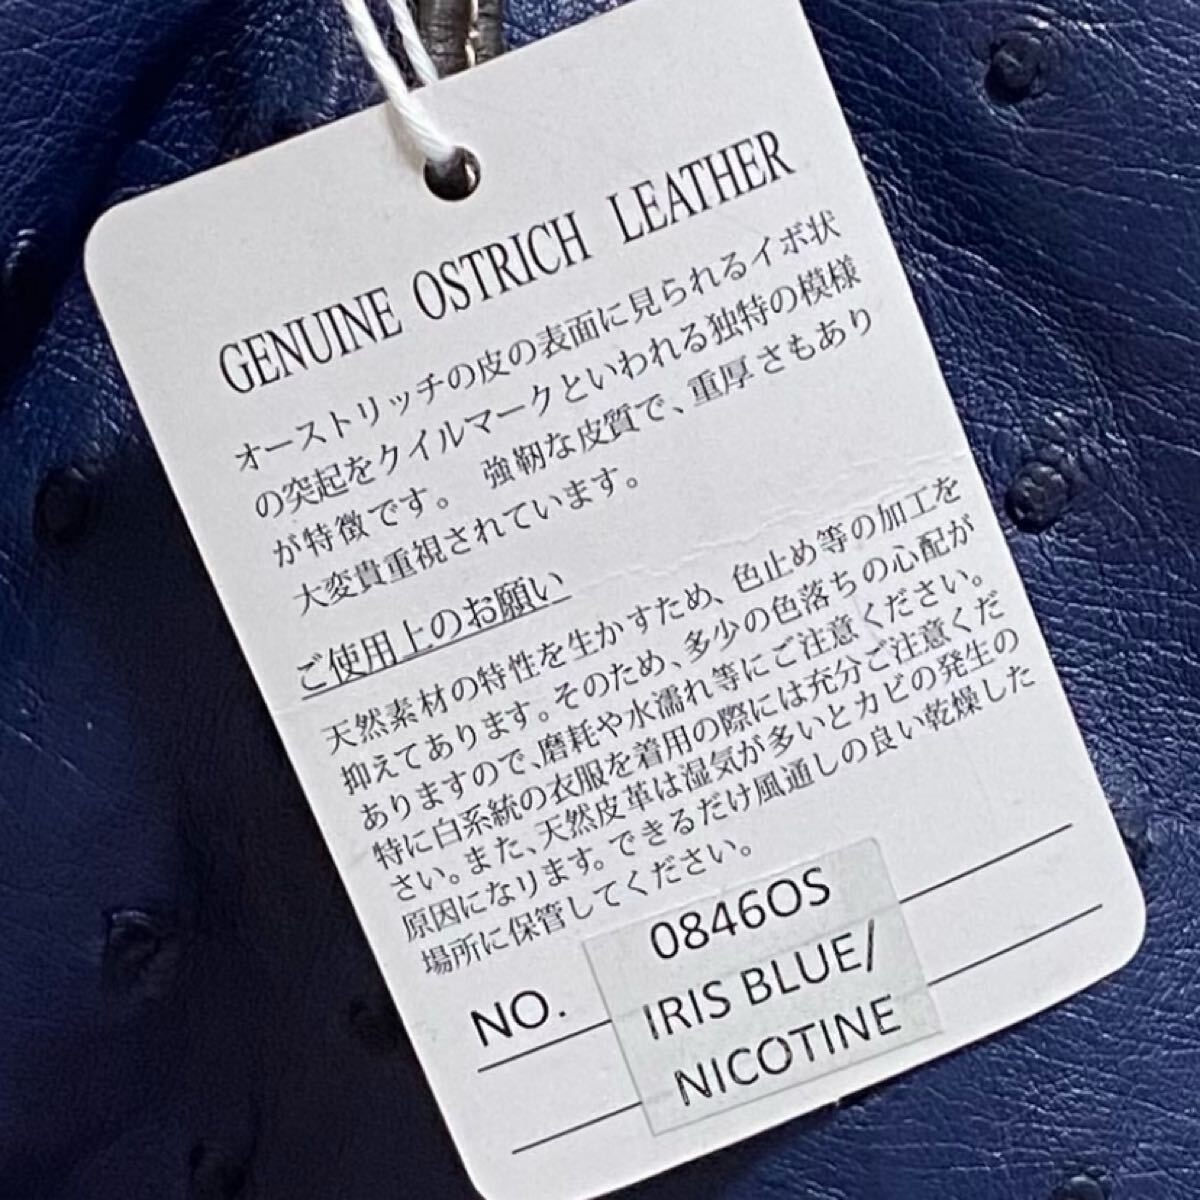 GENUINE OSTRICH LEATHER
オーストリッチの皮の表面に見られるイボ状
の突起をクイルマークといわれる独特の模様
が特徴です。 強靭な皮質で、重厚さもあり
大変貴重視されています。
ご使用上のお願い
天然素材の特性を生かすため、色止め等の加工を
抑えてあります。そのため、多少の色落ちの心配が
ありますので、磨耗や水濡れ等にご注意ください。
特に白系統の衣服を着用の際には充分ご注意くだ
さい。また、天然皮革は湿気が多いとカビの発生の
原因になります。できるだけ風通しの良い乾燥した
場所に保管してください。
NO.
0846OS
IRIS BLUE/
NICOTINE